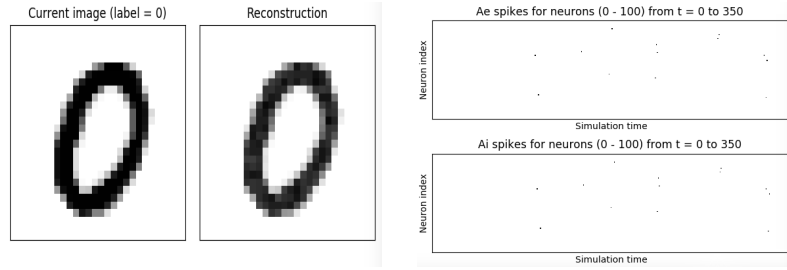 Current image (label = 0)
Reconstruction
Ae spikes for neurons (0 - 100) from t = 0 to 350
Neuron index
Simulation time
Ai spikes for neurons (0 - 100) from t = 0 to 350
Neuron index
Simulation time